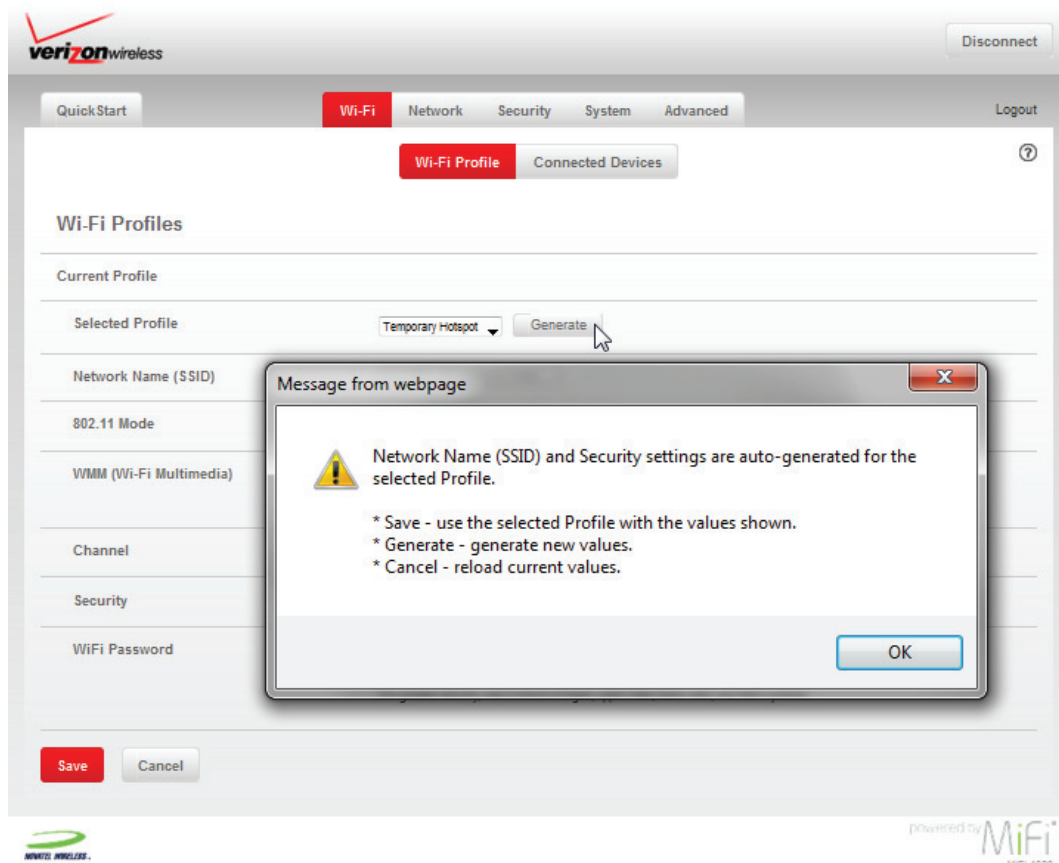 verizonwireless
Disconnect
QuickStart
Wi-Fi
Network
Security
System
Advanced
Logout
Wi-Fi Profile
Connected Devices
?
Wi-Fi Profiles
Current Profile
Selected Profile
Temporary Hotspot
Generate
Network Name (SSID)
802.11 Mode
WMM (Wi-Fi Multimedia)
Channel
Security
WiFi Password
Message from webpage
Network Name (SSID) and Security settings are auto-generated for the
selected Profile.
* Save - use the selected Profile with the values shown.
* Generate - generate new values.
* Cancel - reload current values.
OK
Save
Cancel
NOVATEL WIRELESS.
powered by MiFi